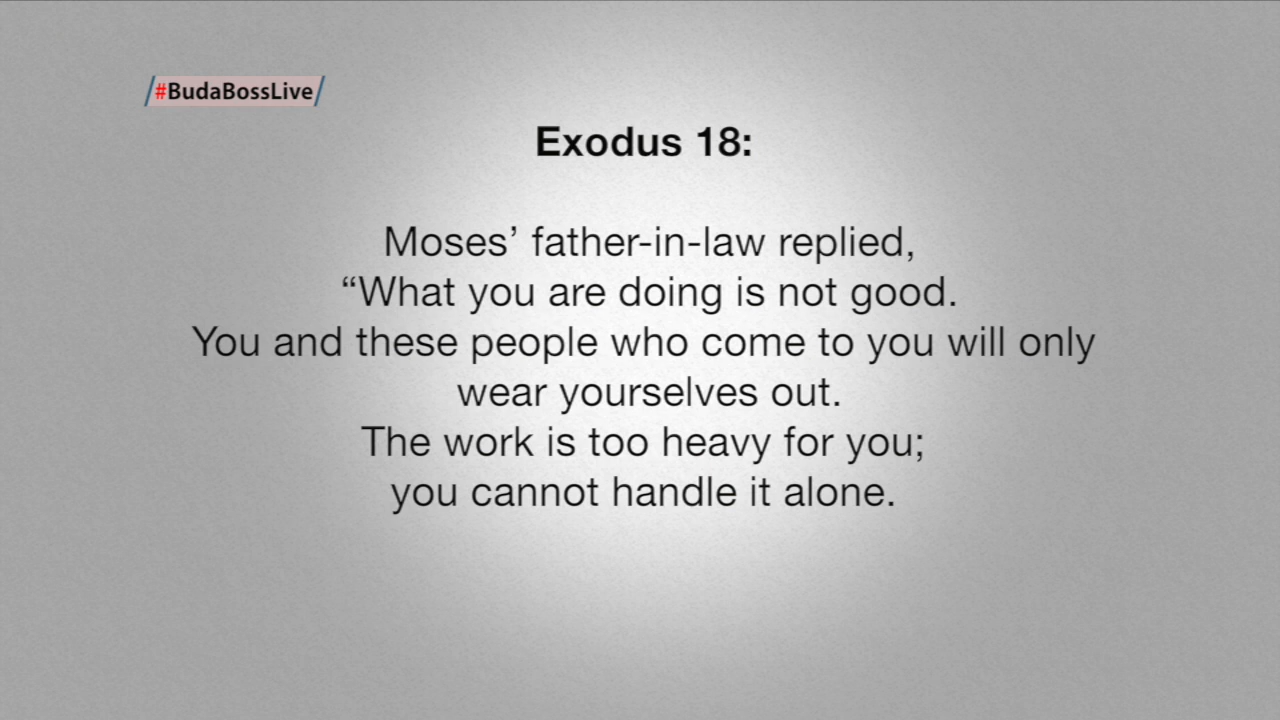 #BudaBossLive
Exodus 18:
Moses’ father-in-law replied,
“What you are doing is not good.
You and these people who come to you will only
wear yourselves out.
The work is too heavy for you;
you cannot handle it alone.